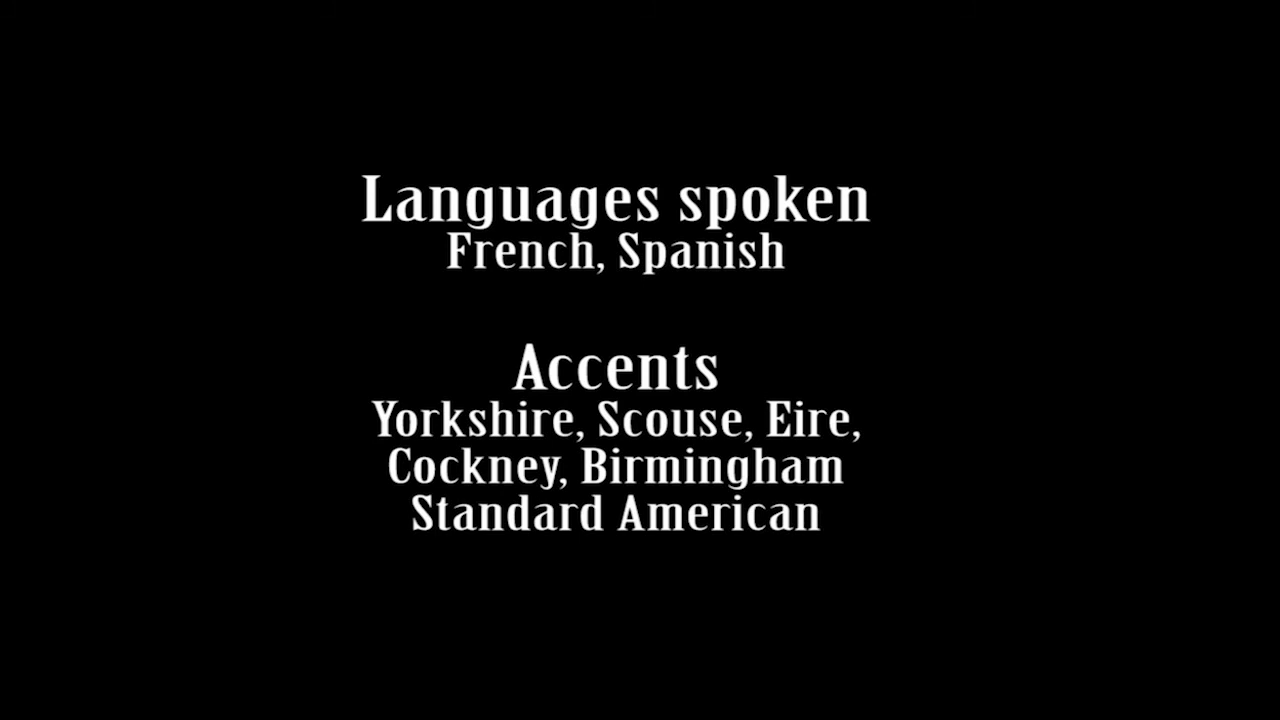 Languages spoken
French, Spanish
Accents
Yorkshire, Scouse, Eire,
Cockney, Birmingham
Standard American